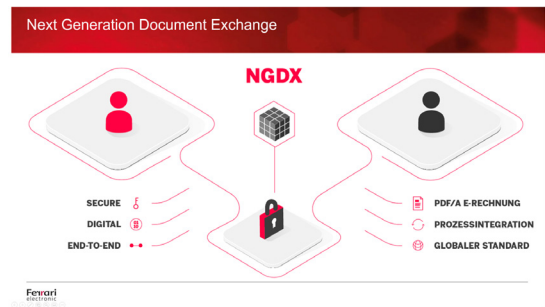 Next Generation Document Exchange
NGDX
SECURE
DIGITAL
END-TO-END
PDF/A E-RECHNUNG
PROZESSINTEGRATION
GLOBALER STANDARD
Ferrari
electronic